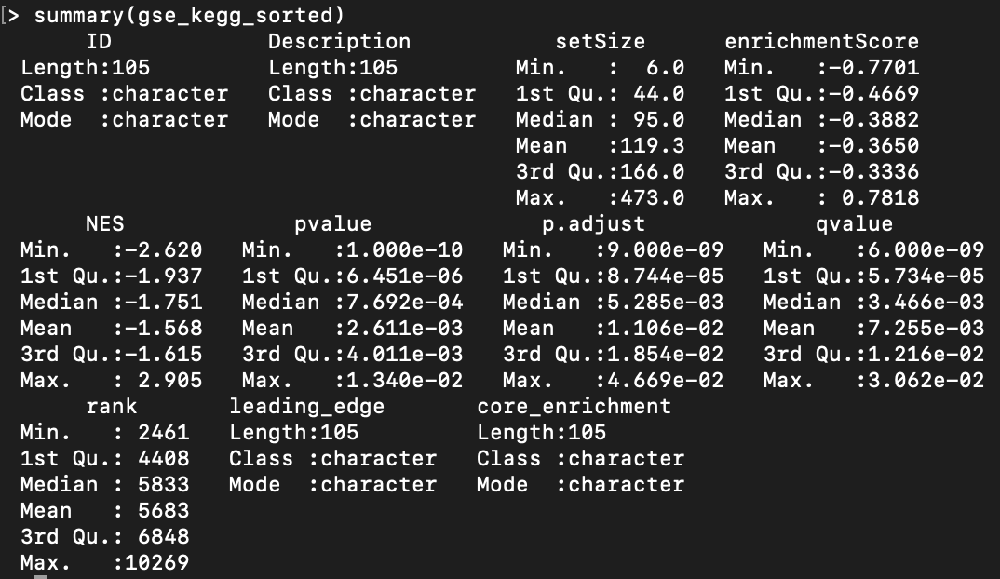 [> summary(gse_kegg_sorted)
      ID            Description           setSize       enrichmentScore
 Length:105         Length:105         Min.   :  6.0   Min.   :-0.7701
 Class :character   Class :character   1st Qu.: 44.0   1st Qu.:-0.4669
 Mode  :character   Mode  :character   Median : 95.0   Median :-0.3882
                                       Mean   :119.3   Mean   :-0.3650
                                       3rd Qu.:166.0   3rd Qu.:-0.3336
                                       Max.   :473.0   Max.   : 0.7818
      NES             pvalue             p.adjust             qvalue
 Min.   :-2.620   Min.   :1.000e-10   Min.   :9.000e-09   Min.   :6.000e-09
 1st Qu.:-1.937   1st Qu.:6.451e-06   1st Qu.:8.744e-05   1st Qu.:5.734e-05
 Median :-1.751   Median :7.692e-04   Median :5.285e-03   Median :3.466e-03
 Mean   :-1.568   Mean   :2.611e-03   Mean   :1.106e-02   Mean   :7.255e-03
 3rd Qu.:-1.615   3rd Qu.:4.011e-03   3rd Qu.:1.854e-02   3rd Qu.:1.216e-02
 Max.   : 2.905   Max.   :1.340e-02   Max.   :4.669e-02   Max.   :3.062e-02
      rank       leading_edge       core_enrichment
 Min.   : 2461   Length:105         Length:105
 1st Qu.: 4408   Class :character   Class :character
 Median : 5833   Mode  :character   Mode  :character
 Mean   : 5683
 3rd Qu.: 6848
 Max.   :10269